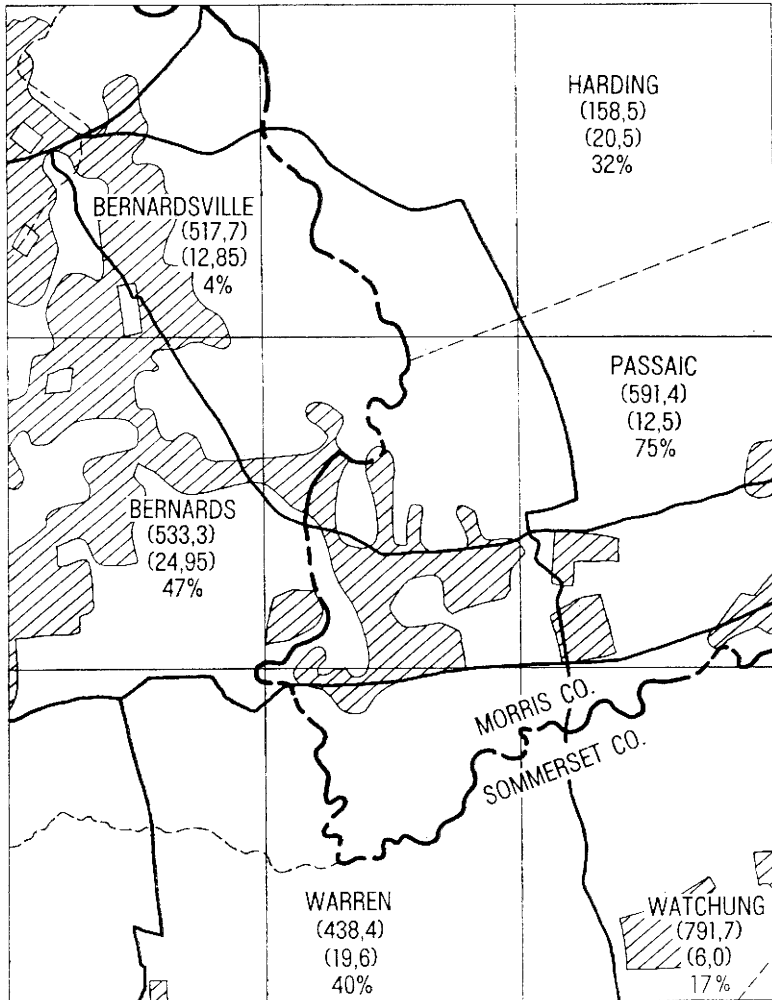 HARDING
(158,5)
(20,5)
32%
BERNARDSVILLE
(517,7)
(12,85)
4%
PASSAIC
(591,4)
(12,5)
75%
BERNARDS
(533,3)
(24,95)
47%
MORRIS CO.
SOMMERSET CO.
WARREN
(438,4)
(19,6)
40%
WATCHUNG
(791,7)
(6,0)
17%